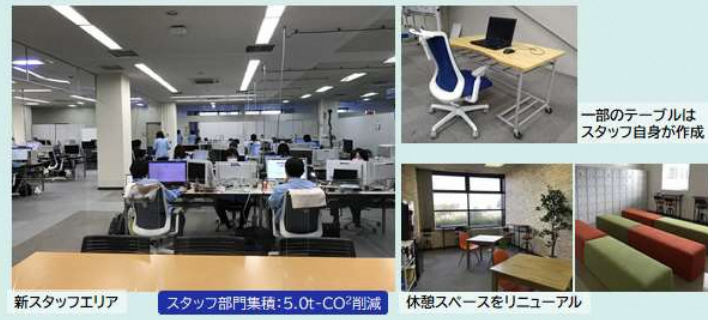 一部のテーブルは
スタッフ自身が作成
新スタッフエリア
スタッフ部門集積：5.0t-CO²削減
休憩スペースをリニューアル